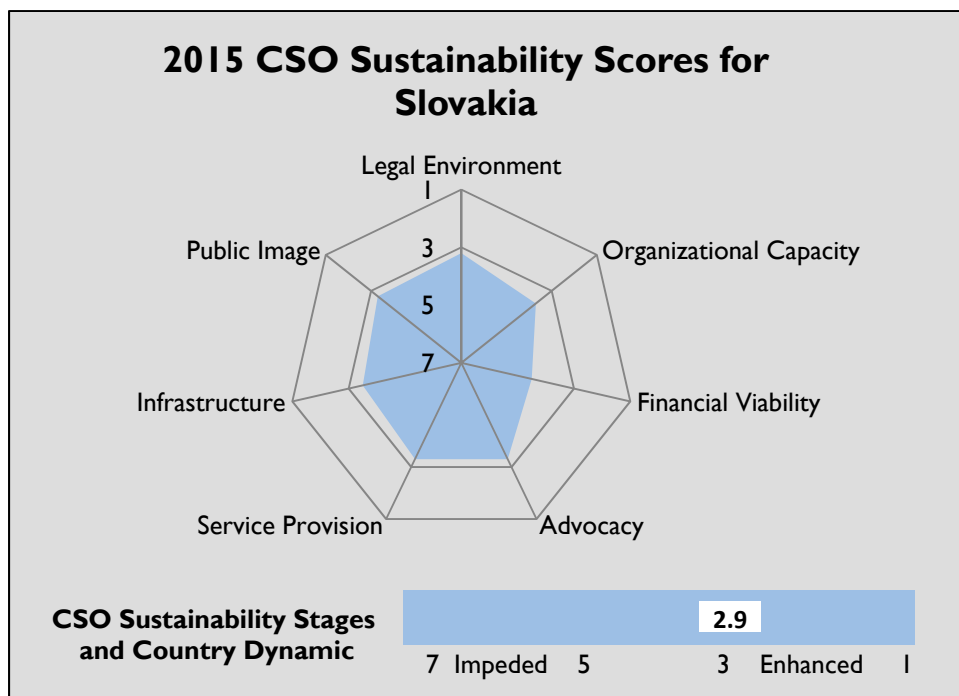 2015 CSO Sustainability Scores for
Slovakia
Legal Environment
1
Public Image
3
Organizational Capacity
5
7
Infrastructure
Financial Viability
Service Provision
Advocacy
CSO Sustainability Stages
and Country Dynamic
2.9
7 Impeded 5 3 Enhanced 1